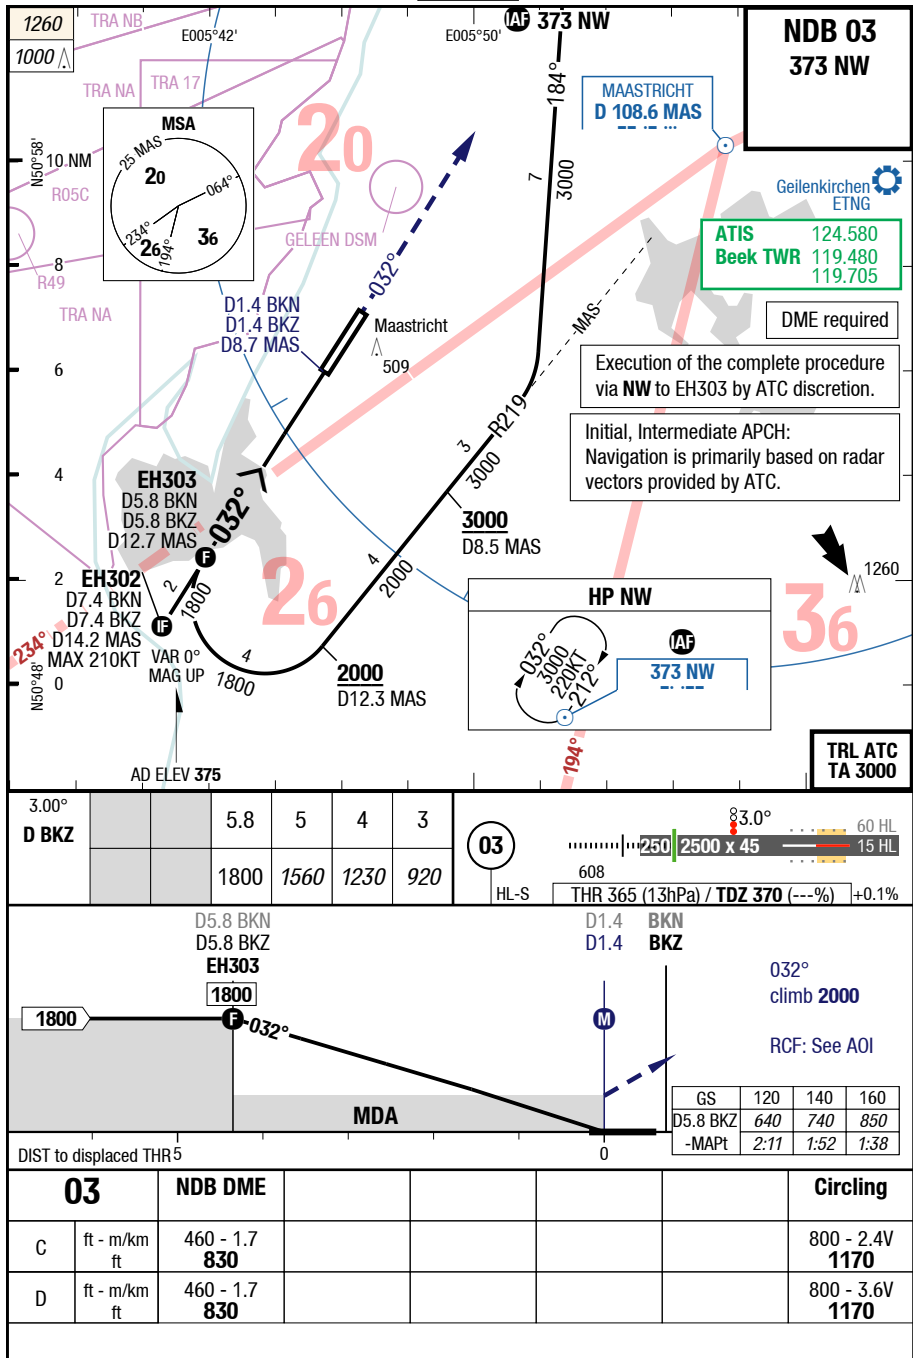 1260
1000
TRA NB
E005°42'
E005°50'
IAF 373 NW
NDB 03
373 NW
TRA NA
TRA 17
184°
MAASTRICHT
D 108.6 MAS
MSA
25 MAS
20
064°
234°
26
194°
36
20
N50°58'
10 NM
R05C
7
3000
Geilenkirchen
ETNG
GELEEN DSM
ATIS 124.580
Beek TWR 119.480
119.705
8
R49
032°
TRA NA
D1.4 BKN
D1.4 BKZ
D8.7 MAS
Maastricht
509
MAS
DME required
6
Execution of the complete procedure
via NW to EH303 by ATC discretion.
R219
3
3000
Initial, Intermediate APCH:
Navigation is primarily based on radar
vectors provided by ATC.
4
EH303
D5.8 BKN
D5.8 BKZ
D12.7 MAS
032°
F
3000
D8.5 MAS
4
2000
1260
2
EH302
D7.4 BKN
D7.4 BKZ
D14.2 MAS
MAX 210KT
2
1800
IF
26
36
HP NW
032°
3000
220KT
212°
IAF
373 NW
234°
N50°48'
0
VAR 0°
MAG UP
4
1800
2000
D12.3 MAS
194°
AD ELEV 375
TRL ATC
TA 3000
3.00°
D BKZ
5.8 5 4 3
1800 1560 1230 920
03
HL-S
3.0°
60 HL
250 2500 x 45
15 HL
608
THR 365 (13hPa) / TDZ 370 (---%)
+0.1%
D5.8 BKN
D5.8 BKZ
EH303
1800
D1.4 BKN
D1.4 BKZ
1800
F
032°
M
032°
climb 2000
RCF: See AOI
MDA
GS 120 140 160
D5.8 BKZ 640 740 850
-MAPt 2:11 1:52 1:38
DIST to displaced THR 5
0
03 NDB DME Circling
C ft - m/km 460 - 1.7 800 - 2.4V
ft 830 1170
D ft - m/km 460 - 1.7 800 - 3.6V
ft 830 1170